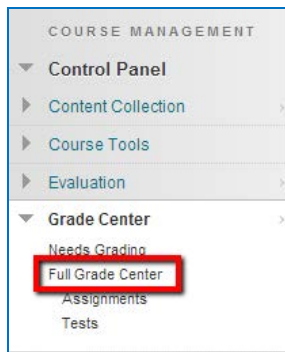 COURSE MANAGEMENT
Control Panel
Content Collection
Course Tools
Evaluation
Grade Center
Needs Grading
Full Grade Center
Assignments
Tests